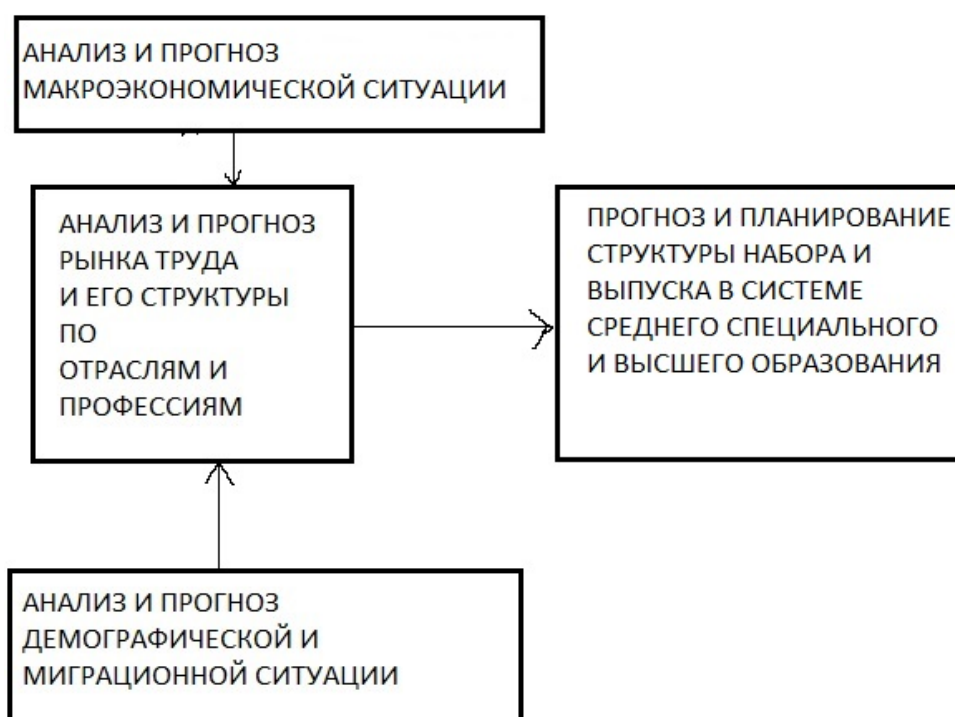 АНАЛИЗ И ПРОГНОЗ
МАКРОЭКОНОМИЧЕСКОЙ СИТУАЦИИ
АНАЛИЗ И ПРОГНОЗ
РЫНКА ТРУДА
И ЕГО СТРУКТУРЫ
ПО
ОТРАСЛЯМ И
ПРОФЕССИЯМ
ПРОГНОЗ И ПЛАНИРОВАНИЕ
СТРУКТУРЫ НАБОРА И
ВЫПУСКА В СИСТЕМЕ
СРЕДНЕГО СПЕЦИАЛЬНОГО
И ВЫСШЕГО ОБРАЗОВАНИЯ
АНАЛИЗ И ПРОГНОЗ
ДЕМОГРАФИЧЕСКОЙ И
МИГРАЦИОННОЙ СИТУАЦИИ